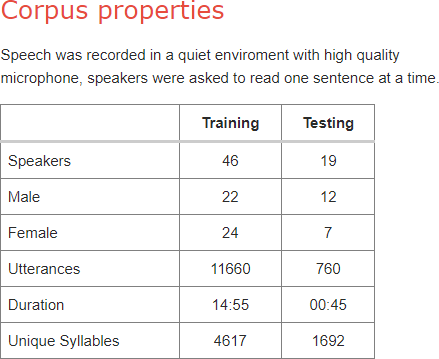 Corpus properties
Speech was recorded in a quiet enviroment with high quality
microphone, speakers were asked to read one sentence at a time.
Training Testing
Speakers 46 19
Male 22 12
Female 24 7
Utterances 11660 760
Duration 14:55 00:45
Unique Syllables 4617 1692